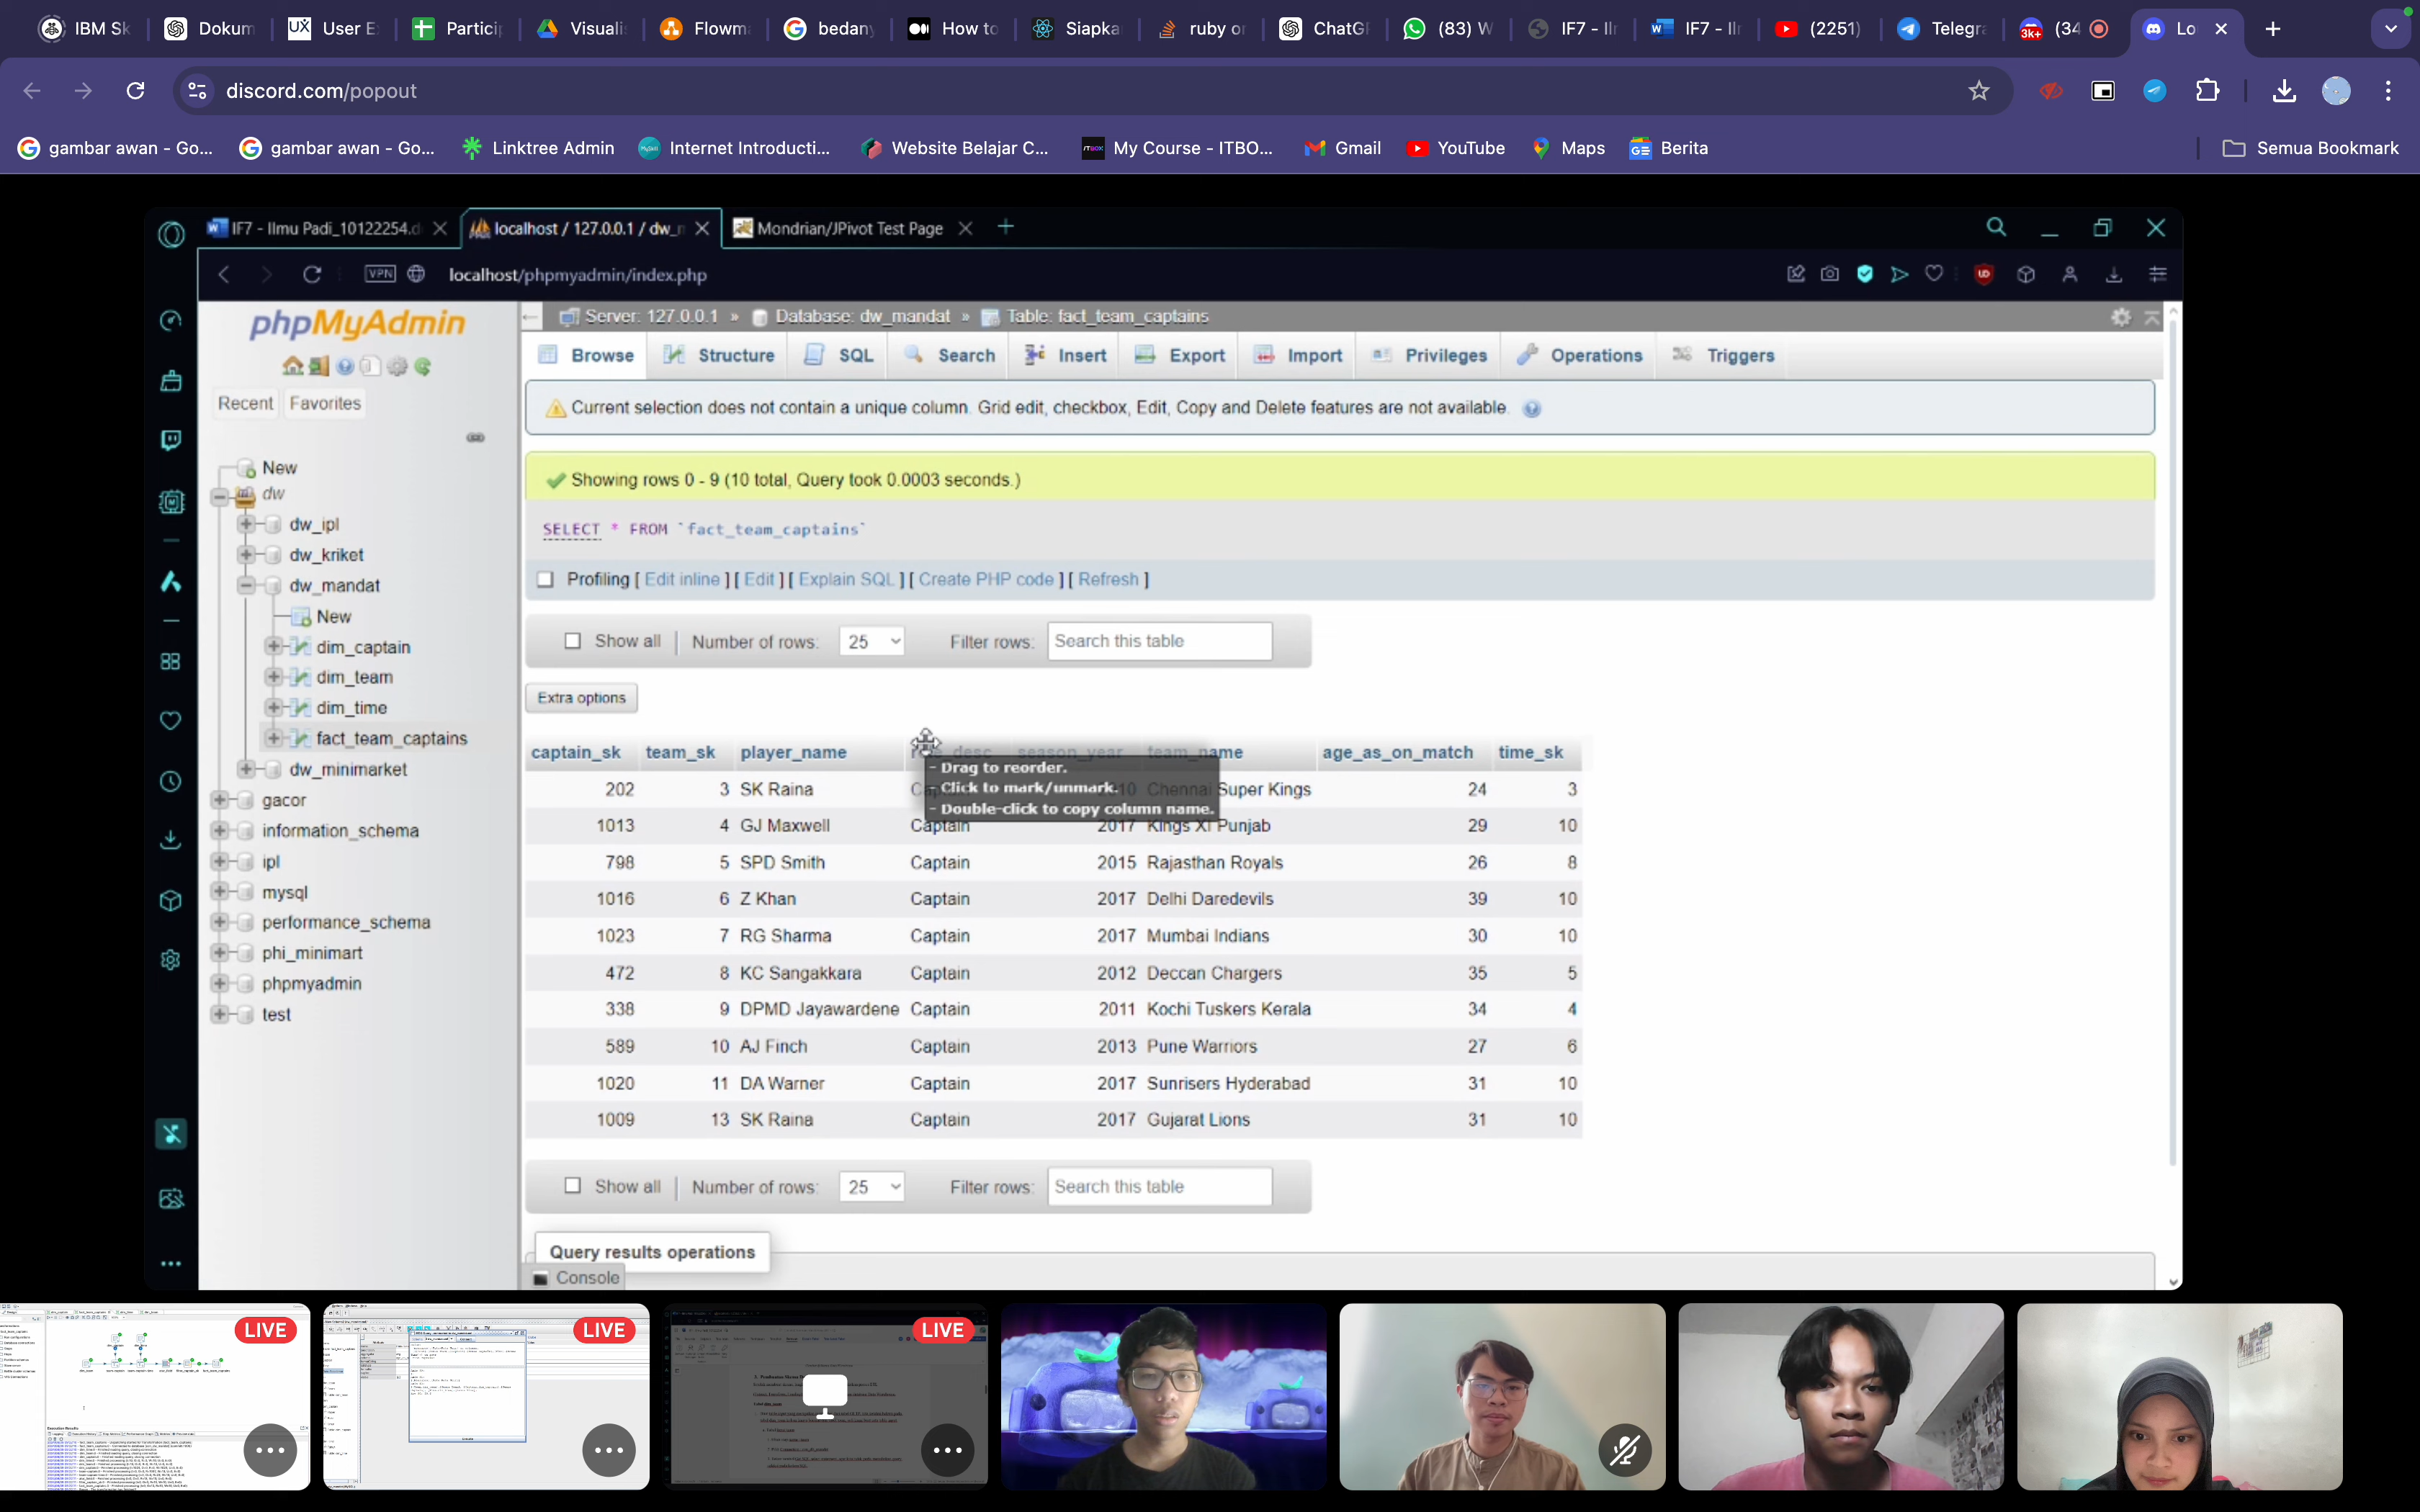 IBM Sk
Dokum
User E
Particip
Visuali
Flowm
bedany
How to
Siapka
ruby or
ChatGP
(83) W
IF7 - Iln
IF7 - Iln
(2251)
Telegra
3k+
(34
Lo
discord.com/popout
gambar awan - Go...
gambar awan - Go...
Linktree Admin
Internet Introducti...
Website Belajar C...
My Course - ITBO...
Gmail
YouTube
Maps
Berita
Semua Bookmark
IF7 - Ilmu Padi_10122254.d
localhost / 127.0.0.1 / dw_m
Mondrian/JPivot Test Page
VPN
localhost/phpmyadmin/index.php
phpMyAdmin
Recent
Favorites
New
dw
dw_ipl
dw_kriket
dw_mandat
New
dim_captain
dim_team
dim_time
fact_team_captains
dw_minimarket
gacor
information_schema
ipl
mysql
performance_schema
phi_minimart
phpmyadmin
test
Server: 127.0.0.1 » Database: dw_mandat » Table: fact_team_captains
Browse Structure SQL Search Insert Export Import Privileges Operations Triggers
Current selection does not contain a unique column. Grid edit, checkbox, Edit, Copy and Delete features are not available.
Showing rows 0 - 9 (10 total, Query took 0.0003 seconds.)
SELECT * FROM `fact_team_captains`
Profiling [ Edit inline ] [ Edit ] [ Explain SQL ] [ Create PHP code ] [ Refresh ]
Show all | Number of rows: 25 Filter rows: Search this table
Extra options
captain_sk team_sk player_name role_desc season_year team_name age_as_on_match time_sk
- Drag to reorder.
- Click to mark/unmark.
- Double-click to copy column name.
202 3 SK Raina Chennai Super Kings 24 3
1013 4 GJ Maxwell Captain 2017 Kings XI Punjab 29 10
798 5 SPD Smith Captain 2015 Rajasthan Royals 26 8
1016 6 Z Khan Captain 2017 Delhi Daredevils 39 10
1023 7 RG Sharma Captain 2017 Mumbai Indians 30 10
472 8 KC Sangakkara Captain 2012 Deccan Chargers 35 5
338 9 DPMD Jayawardene Captain 2011 Kochi Tuskers Kerala 34 4
589 10 AJ Finch Captain 2013 Pune Warriors 27 6
1020 11 DA Warner Captain 2017 Sunrisers Hyderabad 31 10
1009 13 SK Raina Captain 2017 Gujarat Lions 31 10
Show all | Number of rows: 25 Filter rows: Search this table
Query results operations
Console
LIVE
LIVE
LIVE